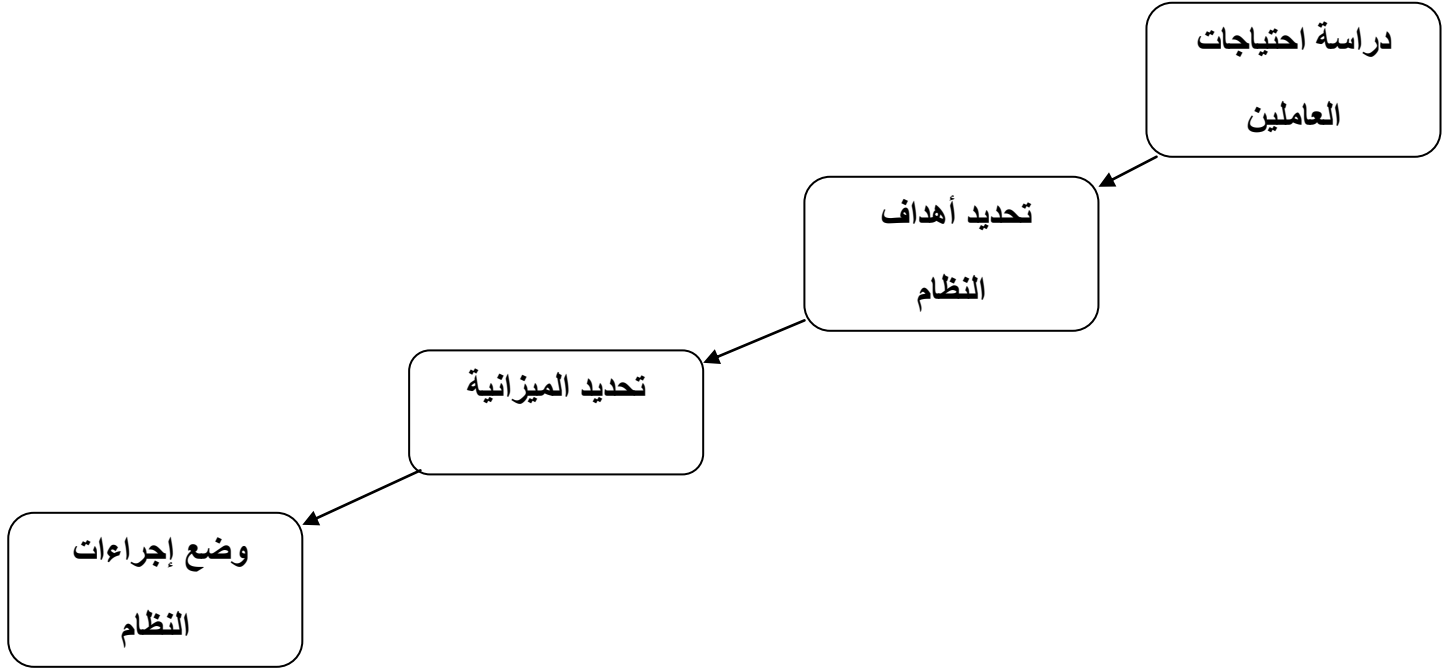 دراسة احتياجات
العاملين
تحديد أهداف
النظام
تحديد الميزانية
وضع إجراءات
النظام